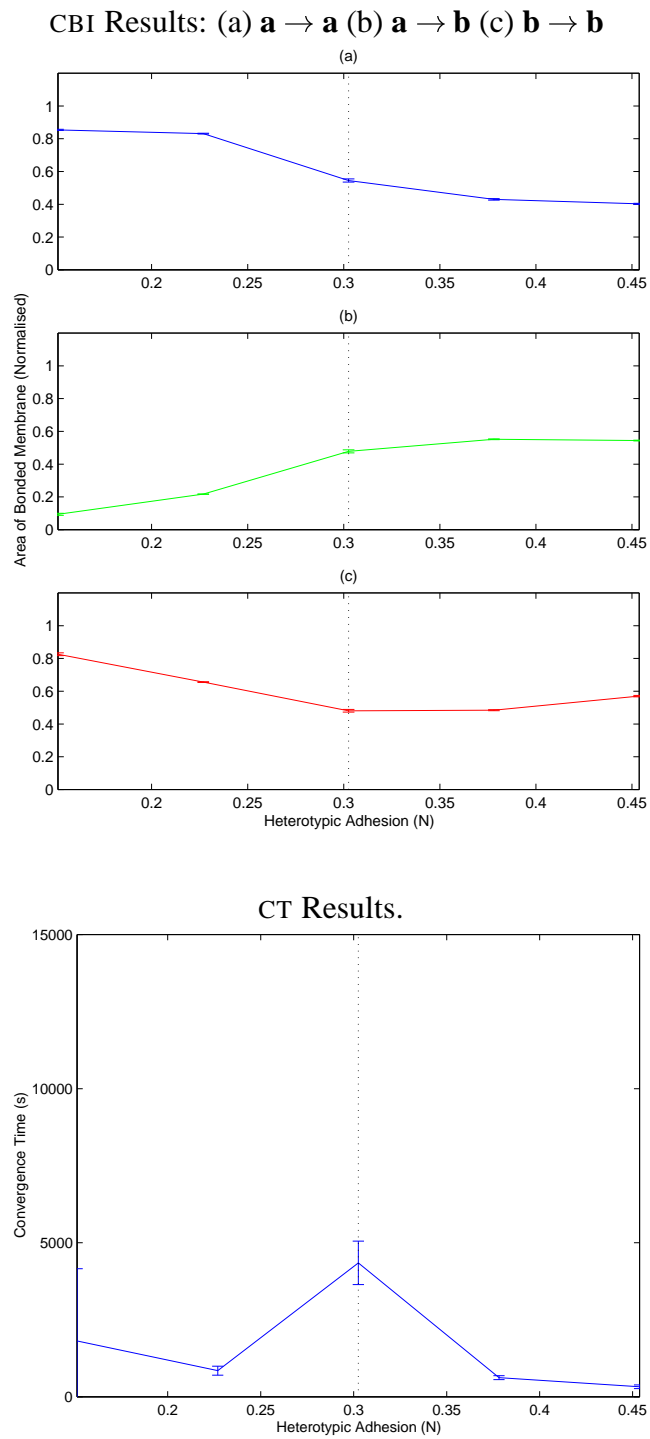 CBI Results: (a) a → a (b) a → b (c) b → b
(a)
1
0.8
0.6
0.4
0.2
0
0.2 0.25 0.3 0.35 0.4 0.45
Area of Bonded Membrane (Normalised)
(b)
1
0.8
0.6
0.4
0.2
0
0.2 0.25 0.3 0.35 0.4 0.45
(c)
1
0.8
0.6
0.4
0.2
0
0.2 0.25 0.3 0.35 0.4 0.45
Heterotypic Adhesion (N)
CT Results.
15000
10000
5000
0
Convergence Time (s)
0.2 0.25 0.3 0.35 0.4 0.45
Heterotypic Adhesion (N)